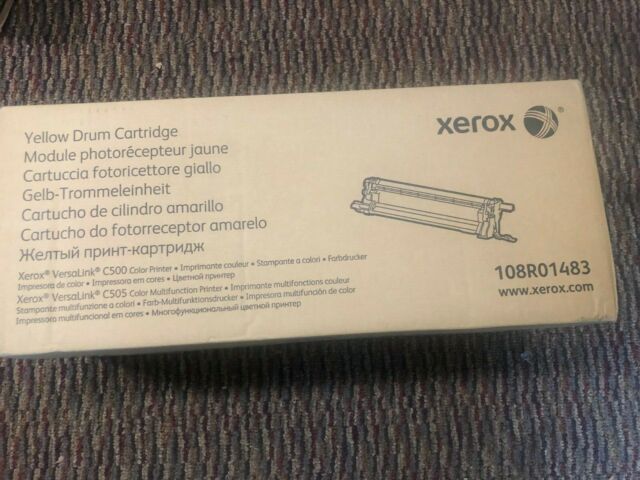 Yellow Drum Cartridge
Module photorécepteur jaune
Cartuccia fotoricettore giallo
Gelb-Trommeleinheit
Cartucho de cilindro amarillo
Cartucho do fotorreceptor amarelo
Желтый принт-картридж
Xerox® VersaLink® C500 Color Printer • Imprimante couleur • Stampante a colori • Farbdrucker
Impresora de color • Impressora em cores • Цветной принтер
Xerox® VersaLink® C505 Color Multifunction Printer • Imprimante multifonctions couleur
Stampante multifunzione a colori • Farb-Multifunktionsdrucker • Impresora multifunción de color
Impressora multifuncional em cores • Многофункциональный цветной принтер
xerox®
108R01483
www.xerox.com